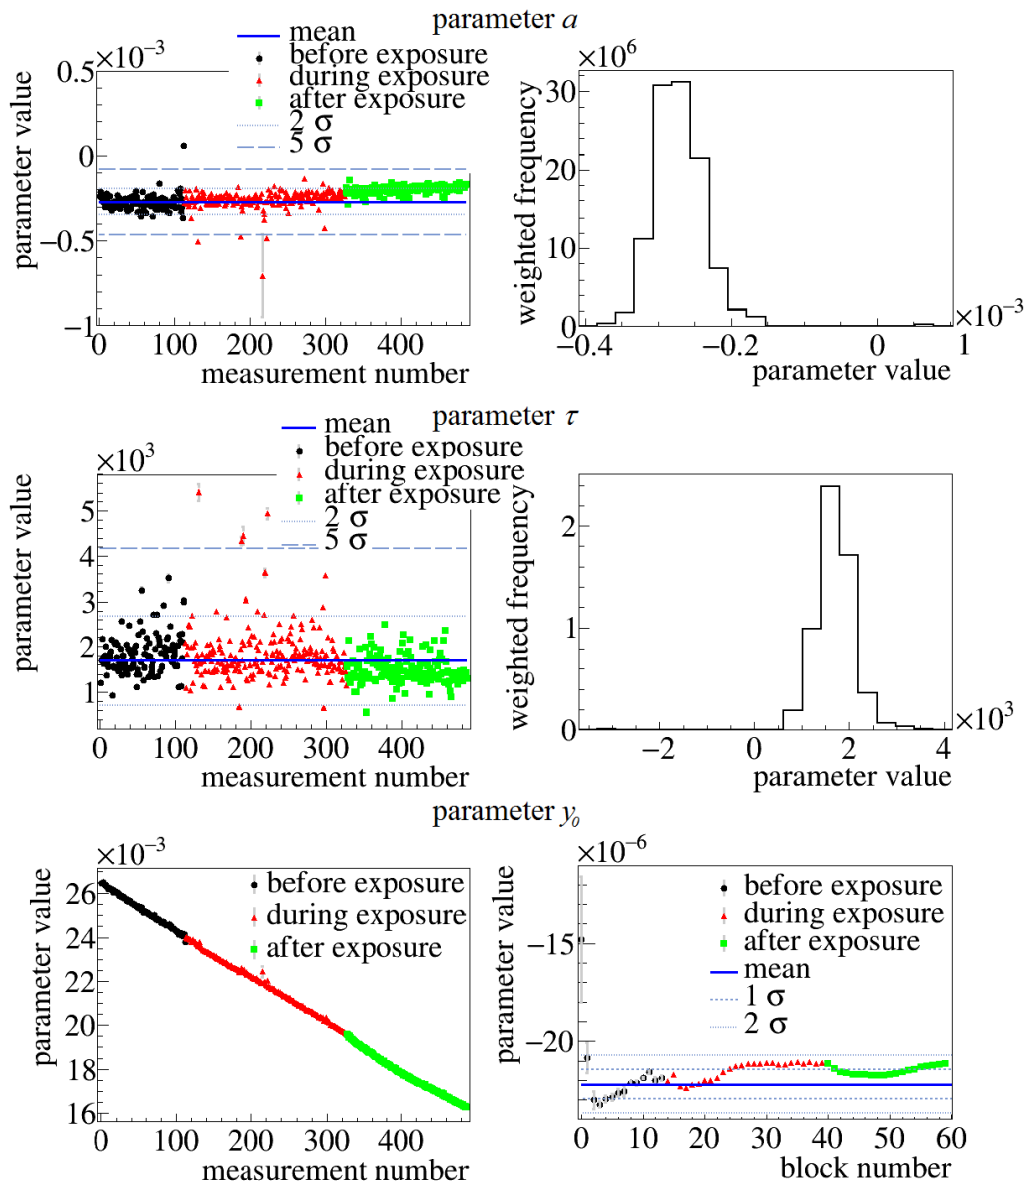 parameter a
mean
before exposure
during exposure
after exposure
2 σ
5 σ
×10⁻³
parameter value
0.5
0
−0.5
−1
0 100 200 300 400
measurement number
×10⁶
weighted frequency
30
20
10
0
−0.4 −0.2 0 1
×10⁻³
parameter value
parameter τ
mean
before exposure
during exposure
after exposure
2 σ
5 σ
×10³
parameter value
5
4
3
2
1
0 100 200 300 400
measurement number
weighted frequency
2
1
0
−2 0 2 4
×10³
parameter value
parameter y₀
×10⁻³
before exposure
during exposure
after exposure
parameter value
26
24
22
20
18
16
0 100 200 300 400
measurement number
×10⁻⁶
before exposure
during exposure
after exposure
mean
1 σ
2 σ
parameter value
−15
−20
0 10 20 30 40 50 60
block number